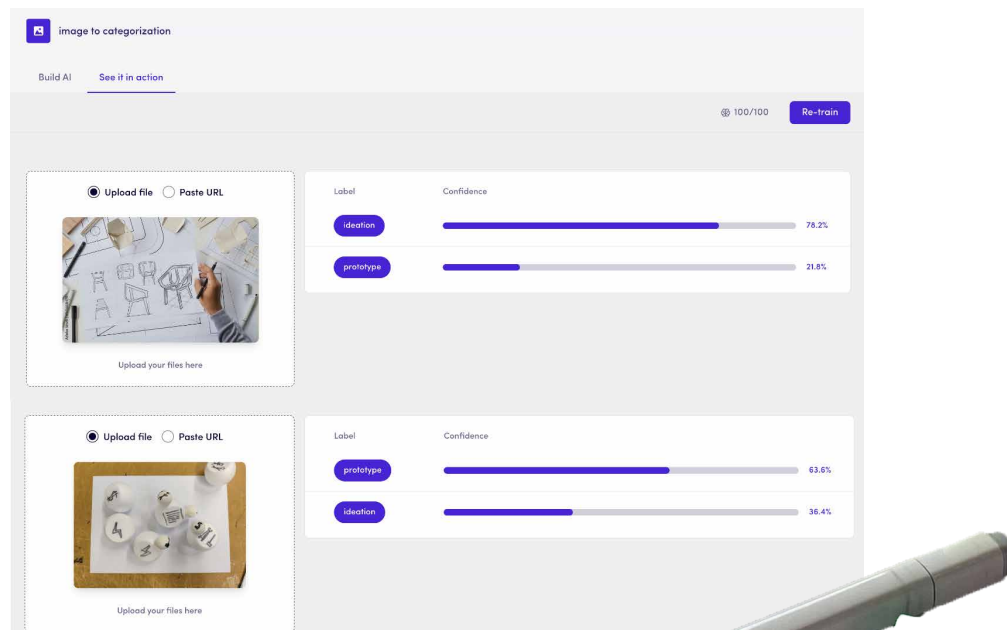 image to categorization
Build AI
See it in action
100/100
Re-train
Upload file
Paste URL
Label
Confidence
ideation
78.2%
prototype
21.8%
Upload your files here
Upload file
Paste URL
Label
Confidence
prototype
63.6%
ideation
36.4%
Upload your files here